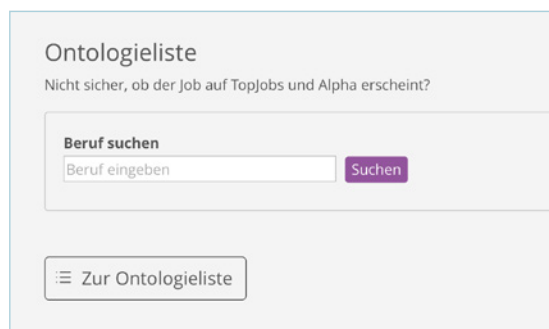 Ontologieliste
Nicht sicher, ob der Job auf TopJobs und Alpha erscheint?
Beruf suchen
Beruf eingeben Suchen
Zur Ontologieliste